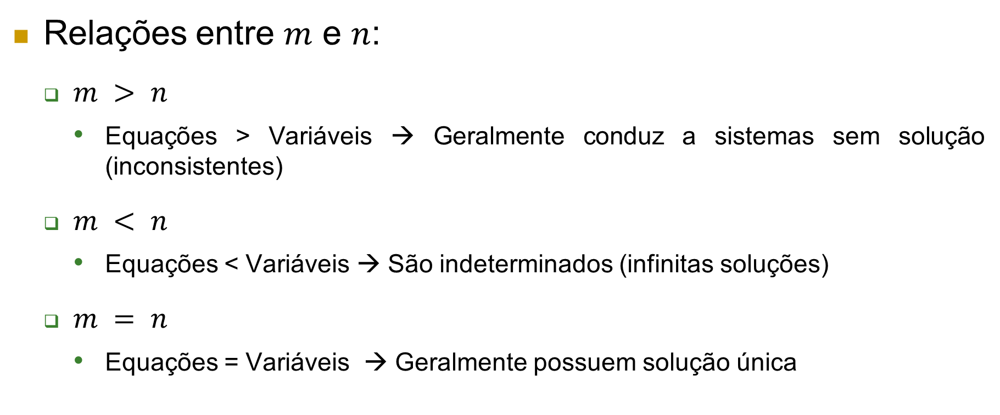 Relações entre m e n:
m > n
Equações > Variáveis → Geralmente conduz a sistemas sem solução
(inconsistentes)
m < n
Equações < Variáveis → São indeterminados (infinitas soluções)
m = n
Equações = Variáveis → Geralmente possuem solução única